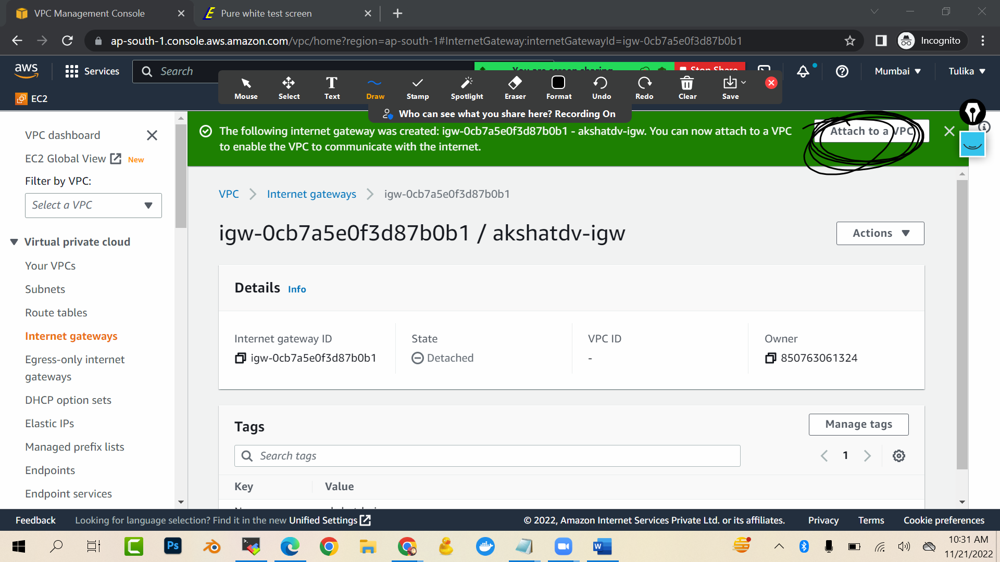 VPC Management Console
Pure white test screen
ap-south-1.console.aws.amazon.com/vpc/home?region=ap-south-1#InternetGateway:internetGatewayId=igw-0cb7a5e0f3d87b0b1
Incognito
aws
Services
Search
You are screen sharing
Stop Share
Mumbai
Tulika
Mouse
Select
Text
Draw
Stamp
Spotlight
Eraser
Format
Undo
Redo
Clear
Save
EC2
Who can see what you share here? Recording On
VPC dashboard
EC2 Global View
New
Filter by VPC:
Select a VPC
Virtual private cloud
Your VPCs
Subnets
Route tables
Internet gateways
Egress-only internet
gateways
DHCP option sets
Elastic IPs
Managed prefix lists
Endpoints
Endpoint services
The following internet gateway was created: igw-0cb7a5e0f3d87b0b1 - akshatdv-igw. You can now attach to a VPC
to enable the VPC to communicate with the internet.
Attach to a VPC
VPC
Internet gateways
igw-0cb7a5e0f3d87b0b1
igw-0cb7a5e0f3d87b0b1 / akshatdv-igw
Actions
Details Info
Internet gateway ID
igw-0cb7a5e0f3d87b0b1
State
Detached
VPC ID
-
Owner
850763061324
Tags
Manage tags
Search tags
1
Key
Value
Feedback
Looking for language selection? Find it in the new Unified Settings
© 2022, Amazon Internet Services Private Ltd. or its affiliates.
Privacy
Terms
Cookie preferences
Ps
W
10:31 AM
11/21/2022